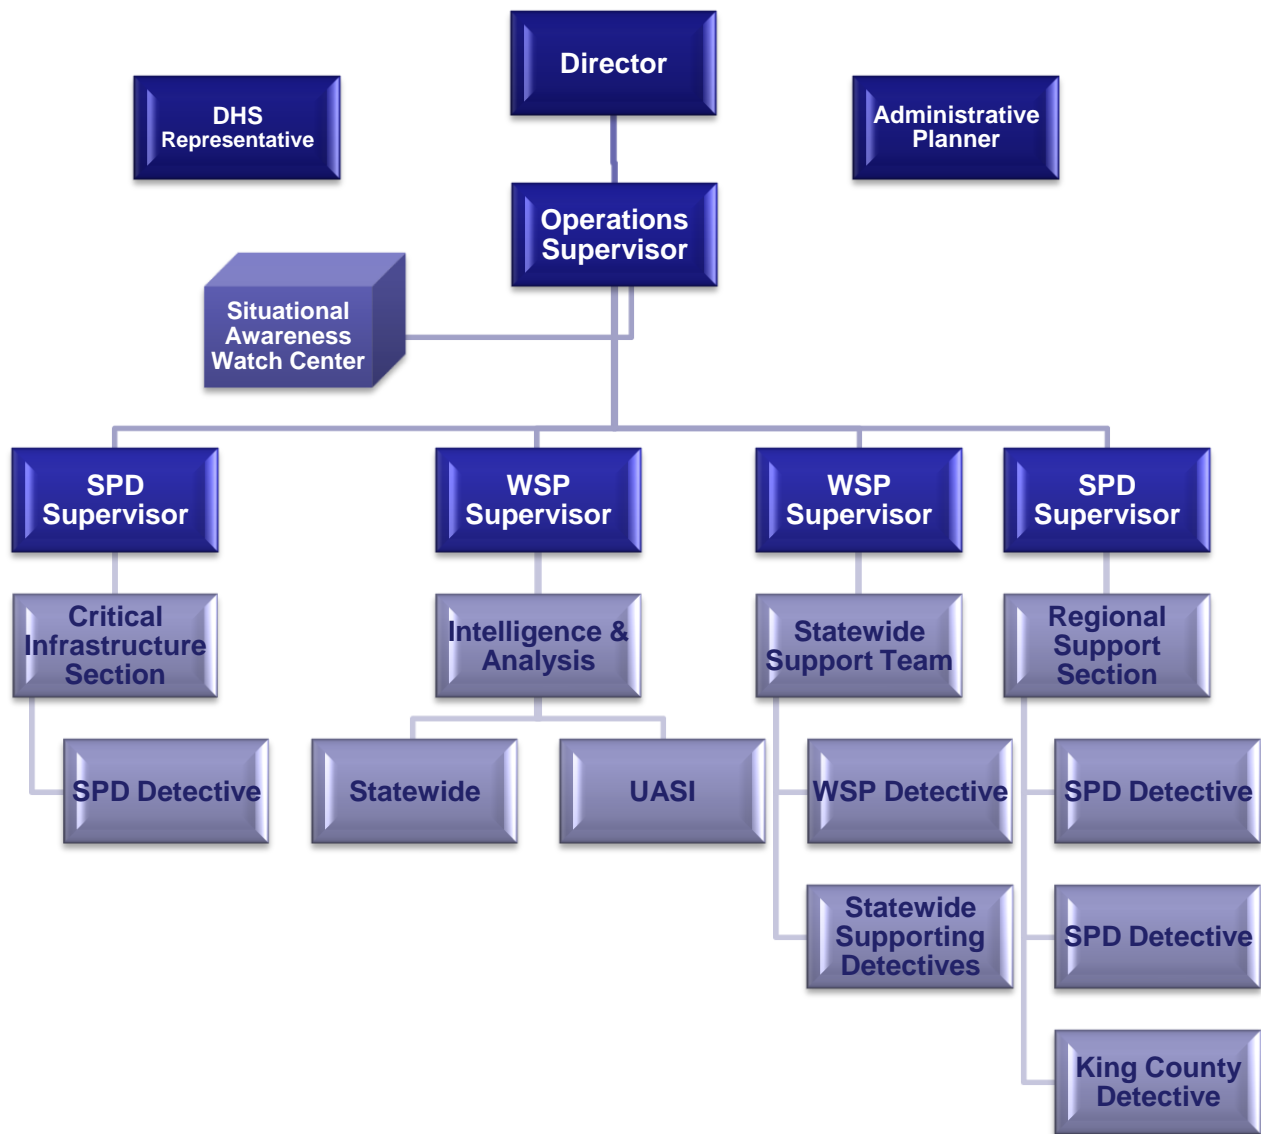 Director
DHS
Representative
Administrative
Planner
Operations
Supervisor
Situational
Awareness
Watch Center
SPD
Supervisor
WSP
Supervisor
WSP
Supervisor
SPD
Supervisor
Critical
Infrastructure
Section
Intelligence &
Analysis
Statewide
Support Team
Regional
Support
Section
SPD Detective
Statewide
UASI
WSP Detective
SPD Detective
Statewide
Supporting
Detectives
SPD Detective
King County
Detective